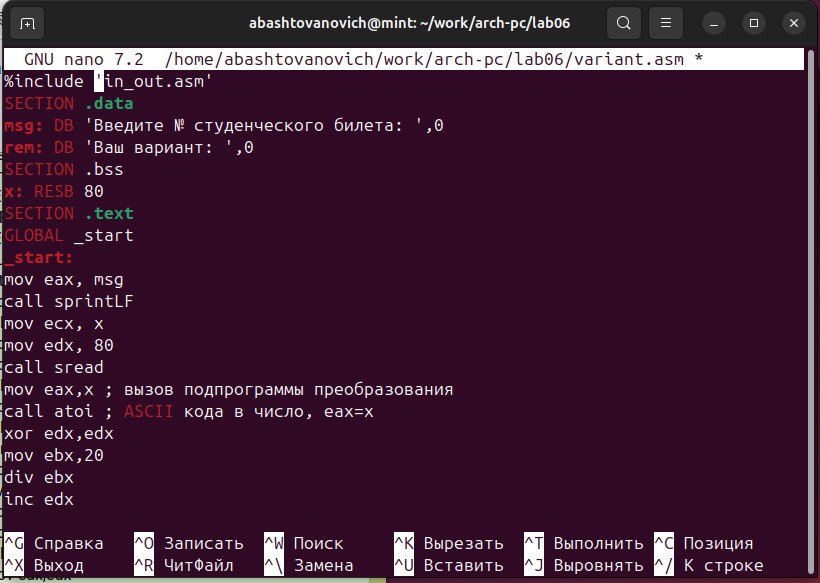 abashtovanovich@mint: ~/work/arch-pc/lab06
GNU nano 7.2 /home/abashtovanovich/work/arch-pc/lab06/variant.asm *
%include 'in_out.asm'
SECTION .data
msg: DB 'Введите № студенческого билета: ',0
rem: DB 'Ваш вариант: ',0
SECTION .bss
x: RESB 80
SECTION .text
GLOBAL _start
_start:
mov eax, msg
call sprintLF
mov ecx, x
mov edx, 80
call sread
mov eax,x ; вызов подпрограммы преобразования
call atoi ; ASCII кода в число, eax=x
xor edx,edx
mov ebx,20
div ebx
inc edx
^G Справка ^O Записать ^W Поиск ^K Вырезать ^T Выполнить ^C Позиция
^X Выход ^R ЧитФайл ^\ Замена ^U Вставить ^J Выровнять ^/ К строке